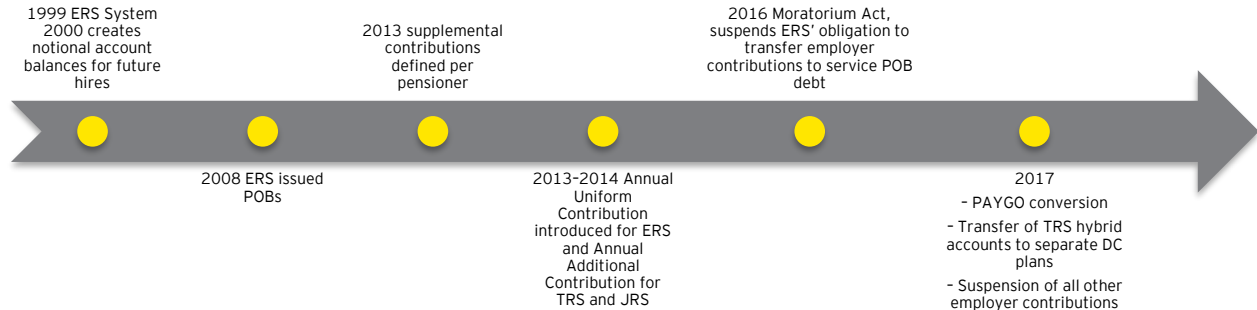 1999 ERS System
2000 creates
notional account
balances for future
hires
2008 ERS issued
POBs
2013 supplemental
contributions
defined per
pensioner
2013–2014 Annual
Uniform
Contribution
introduced for ERS
and Annual
Additional
Contribution for
TRS and JRS
2016 Moratorium Act,
suspends ERS’ obligation to
transfer employer
contributions to service POB
debt
2017
– PAYGO conversion
– Transfer of TRS hybrid
accounts to separate DC
plans
– Suspension of all other
employer contributions